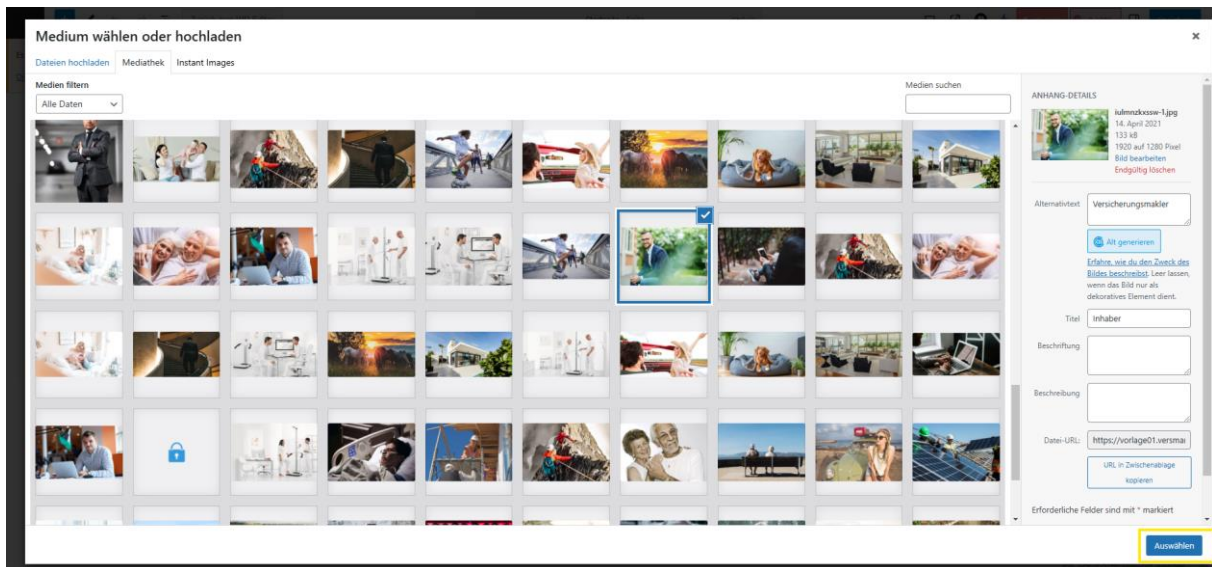 Medium wählen oder hochladen
Dateien hochladen Mediathek Instant Images
Medien filtern
Alle Daten
Medien suchen
ANHANG-DETAILS
iulmnzkxssw-1.jpg
14. April 2021
133 kB
1920 auf 1280 Pixel
Bild bearbeiten
Endgültig löschen
Alternativtext
Versicherungsmakler
Alt generieren
Erfahre, wie du den Zweck des
Bildes beschreibst. Leer lassen,
wenn das Bild nur als
dekoratives Element dient.
Titel
Inhaber
Beschriftung
Beschreibung
Datei-URL:
https://vorlage01.versmai
URL in Zwischenablage
kopieren
Erforderliche Felder sind mit * markiert
Auswählen